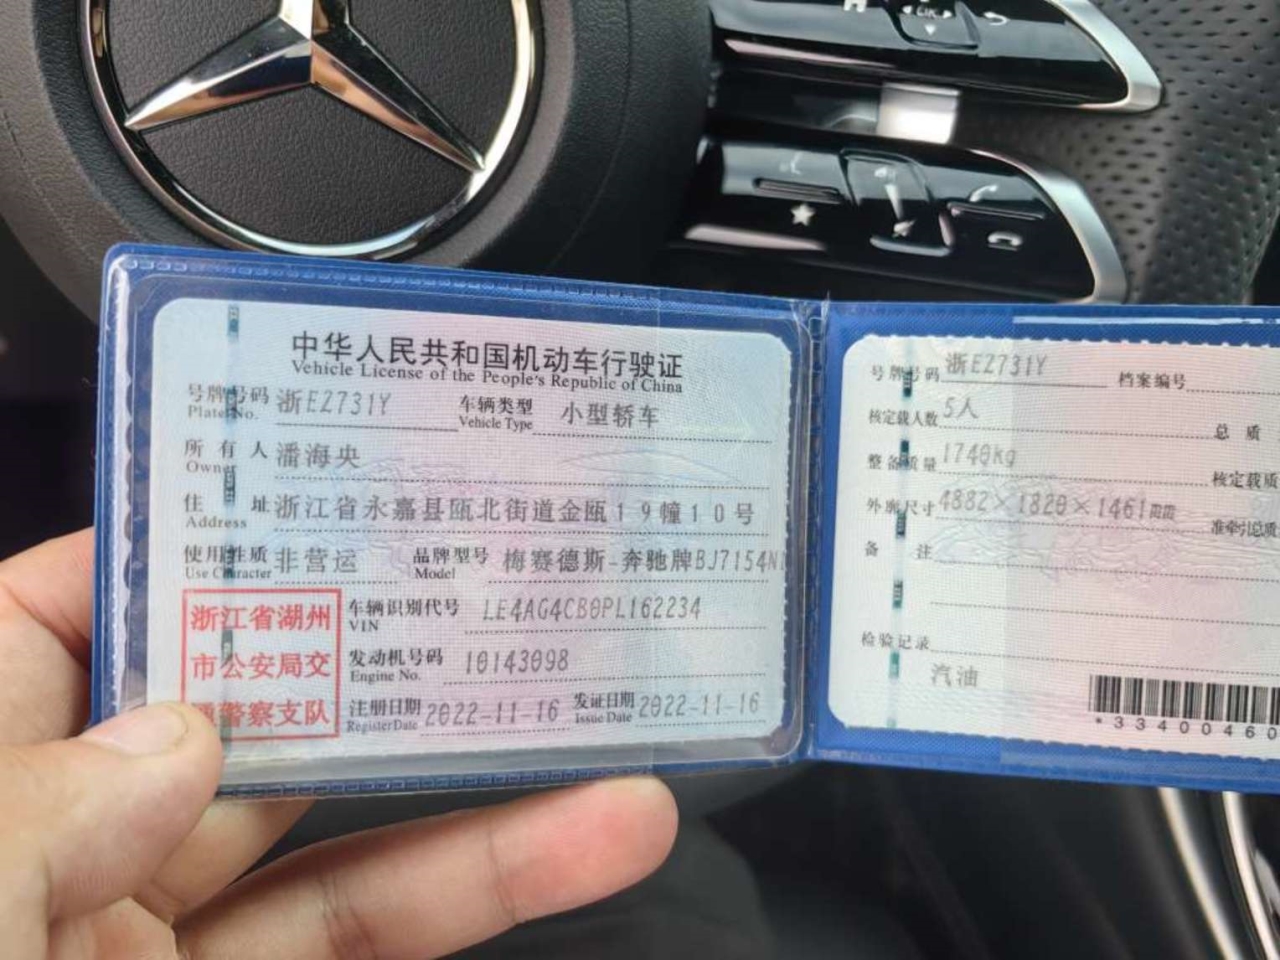 中华人民共和国机动车行驶证
Vehicle License of the People's Republic of China
号牌号码 浙EZ731Y 车辆类型 小型轿车
Plate No. Vehicle Type
所有人 潘海央
Owner
住址 浙江省永嘉县瓯北街道金瓯19幢10号
Address
使用性质 非营运 品牌型号 梅赛德斯-奔驰牌BJ7154N
Use Character Model
浙江省湖州
市公安局交
警察支队
车辆识别代号 LE4AG4CB0PL162234
VIN
发动机号码 10143098
Engine No.
注册日期 2022-11-16 发证日期 2022-11-16
Register Date Issue Date
号牌号码 浙EZ731Y 档案编号
核定载人数 5人 总质
整备质量 1740kg 核定载质
外廓尺寸 4882×1820×1461 准牵引总质
备注
检验记录
汽油
*33400460